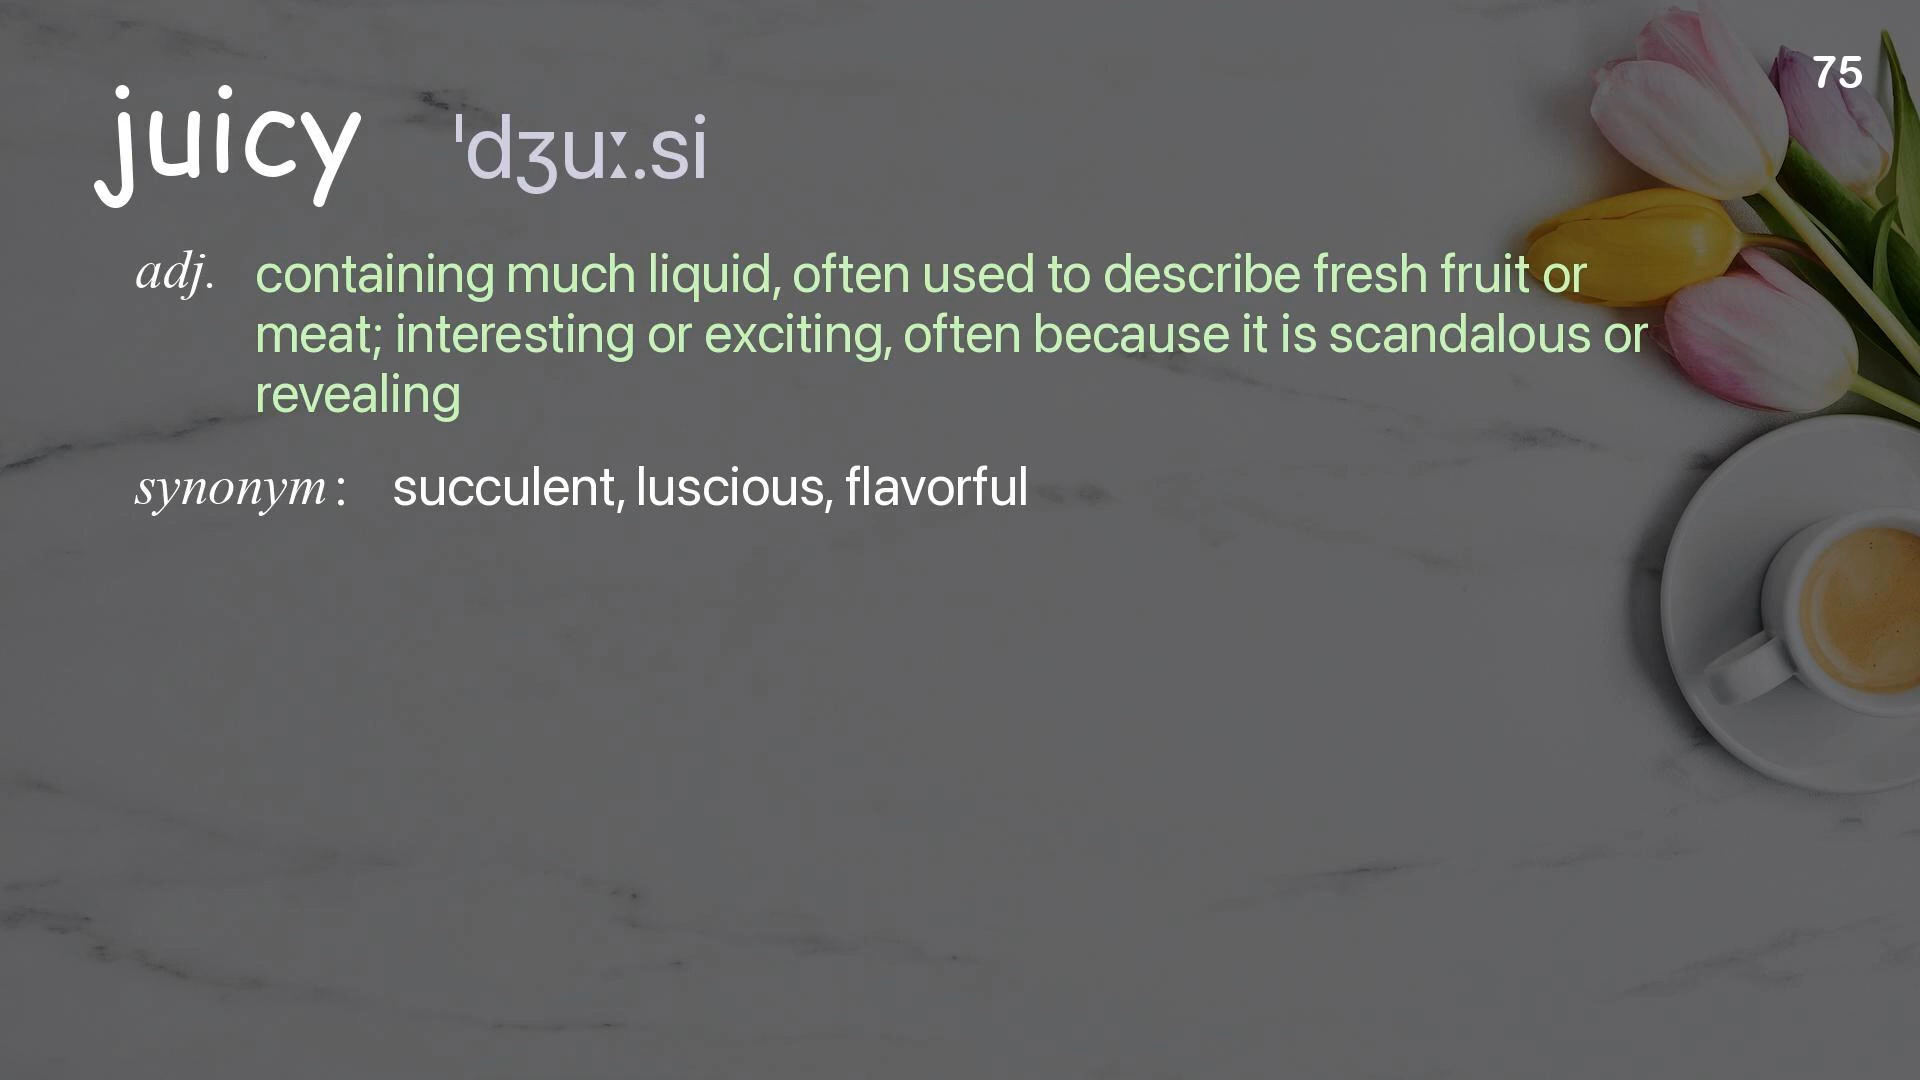 75
juicy ˈdʒuː.si
adj. containing much liquid, often used to describe fresh fruit or
meat; interesting or exciting, often because it is scandalous or
revealing
synonym: succulent, luscious, flavorful